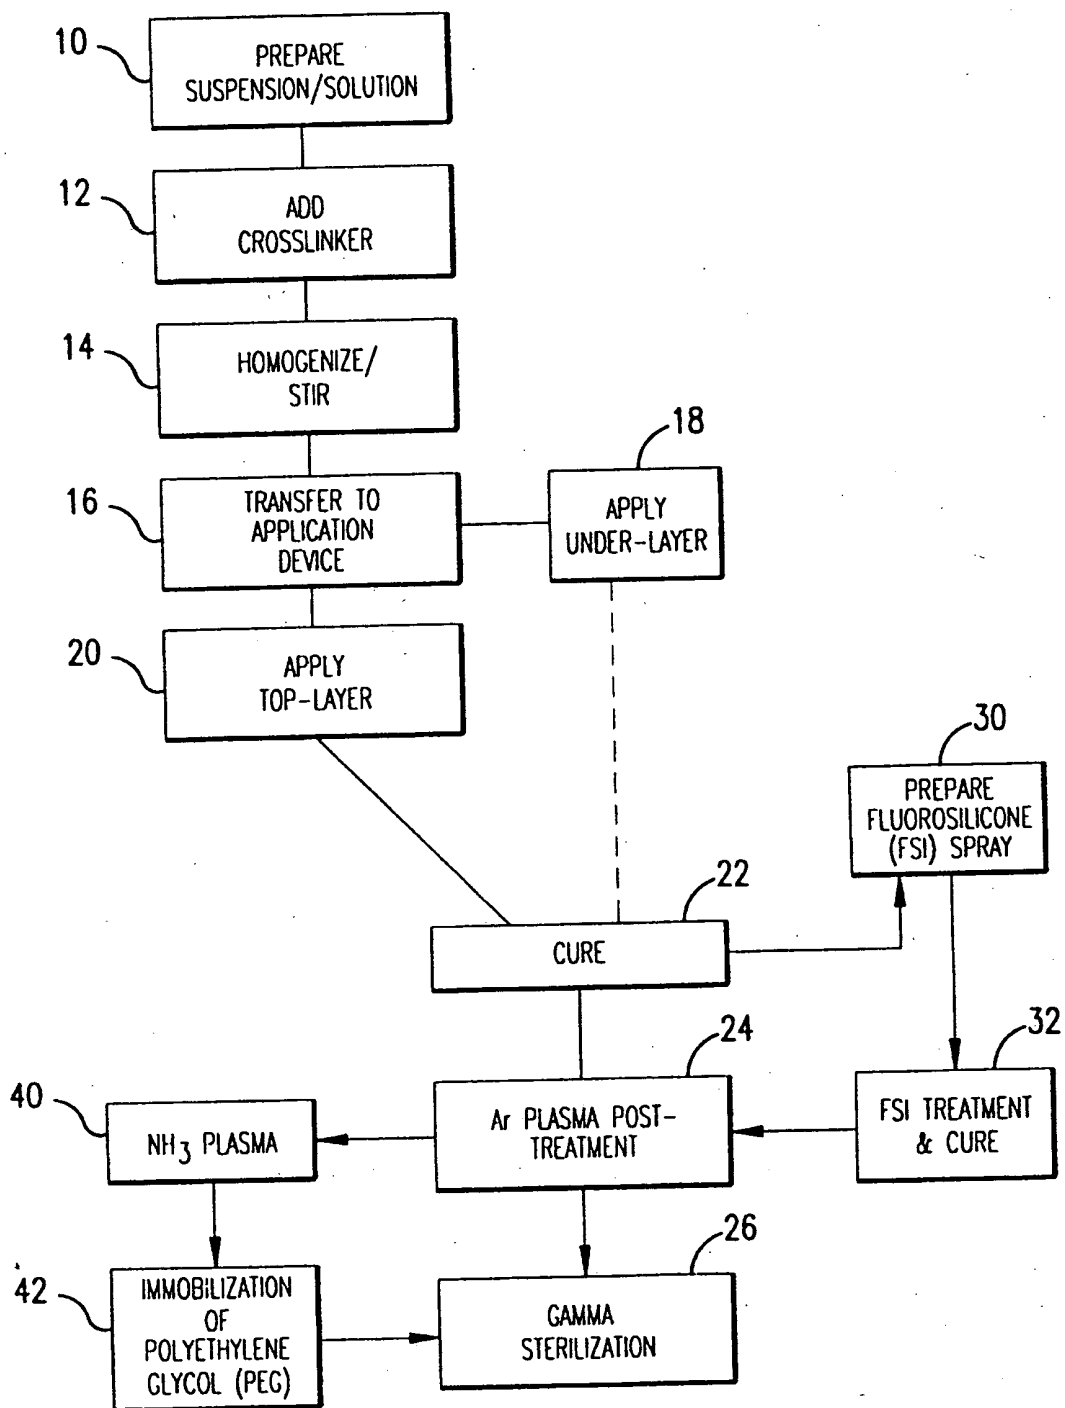 10
PREPARE
SUSPENSION/SOLUTION
12
ADD
CROSSLINKER
14
HOMOGENIZE/
STIR
16
TRANSFER TO
APPLICATION
DEVICE
18
APPLY
UNDER-LAYER
20
APPLY
TOP-LAYER
30
PREPARE
FLUOROSILICONE
(FSI) SPRAY
22
CURE
24
Ar PLASMA POST-
TREATMENT
32
FSI TREATMENT
& CURE
40
NH3 PLASMA
42
IMMOBILIZATION
OF
POLYETHYLENE
GLYCOL (PEG)
26
GAMMA
STERILIZATION